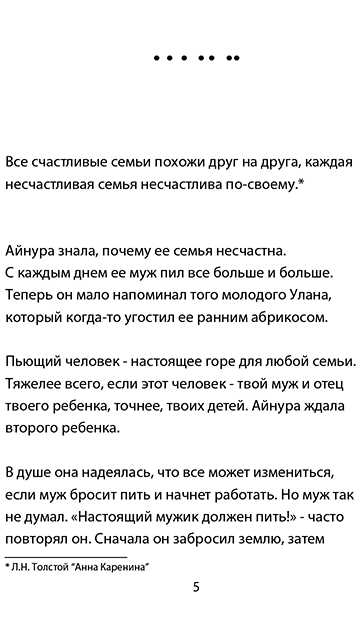 Все счастливые семьи похожи друг на друга, каждая
несчастливая семья несчастлива по-своему.*
Айнура знала, почему ее семья несчастна.
С каждым днем ее муж пил все больше и больше.
Теперь он мало напоминал того молодого Улана,
который когда-то угостил ее ранним абрикосом.
Пьющий человек - настоящее горе для любой семьи.
Тяжелее всего, если этот человек - твой муж и отец
твоего ребенка, точнее, твоих детей. Айнура ждала
второго ребенка.
В душе она надеялась, что все может измениться,
если муж бросит пить и начнет работать. Но муж так
не думал. «Настоящий мужик должен пить!» - часто
повторял он. Сначала он забросил землю, затем
* Л.Н. Толстой “Анна Каренина”
5